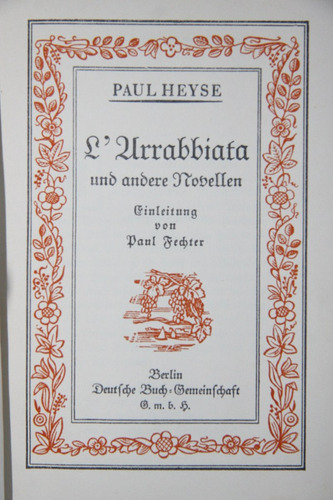 PAUL HEYSE
L'Arrabbiata
und andere Novellen
Einleitung
von
Paul Fechter
Berlin
Deutsche Buch-Gemeinschaft
G. m. b. H.